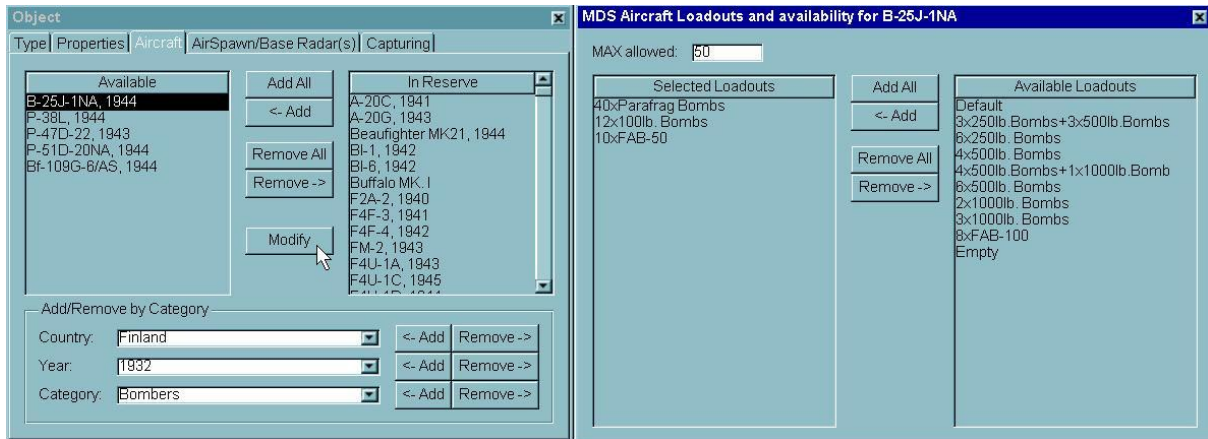 Object
Type Properties Aircraft AirSpawn/Base Radar(s) Capturing
Available
B-25J-1NA, 1944
P-38L, 1944
P-47D-22, 1943
P-51D-20NA, 1944
Bf-109G-6/AS, 1944
Add All
<- Add
Remove All
Remove ->
Modify
In Reserve
A-20C, 1941
A-20G, 1943
Beaufighter MK21, 1944
BI-1, 1942
BI-6, 1942
Buffalo MK. I
F2A-2, 1940
F4F-3, 1941
F4F-4, 1942
FM-2, 1943
F4U-1A, 1943
F4U-1C, 1945
Add/Remove by Category
Country: Finland <- Add Remove ->
Year: 1932 <- Add Remove ->
Category: Bombers <- Add Remove ->
MDS Aircraft Loadouts and availability for B-25J-1NA
MAX allowed: 50
Selected Loadouts
40xParafrag Bombs
12x100lb. Bombs
10xFAB-50
Add All
<- Add
Remove All
Remove ->
Available Loadouts
Default
3x250lb.Bombs+3x500lb.Bombs
6x250lb. Bombs
4x500lb. Bombs
4x500lb.Bombs+1x1000lb.Bomb
6x500lb. Bombs
2x1000lb. Bombs
3x1000lb. Bombs
8xFAB-100
Empty